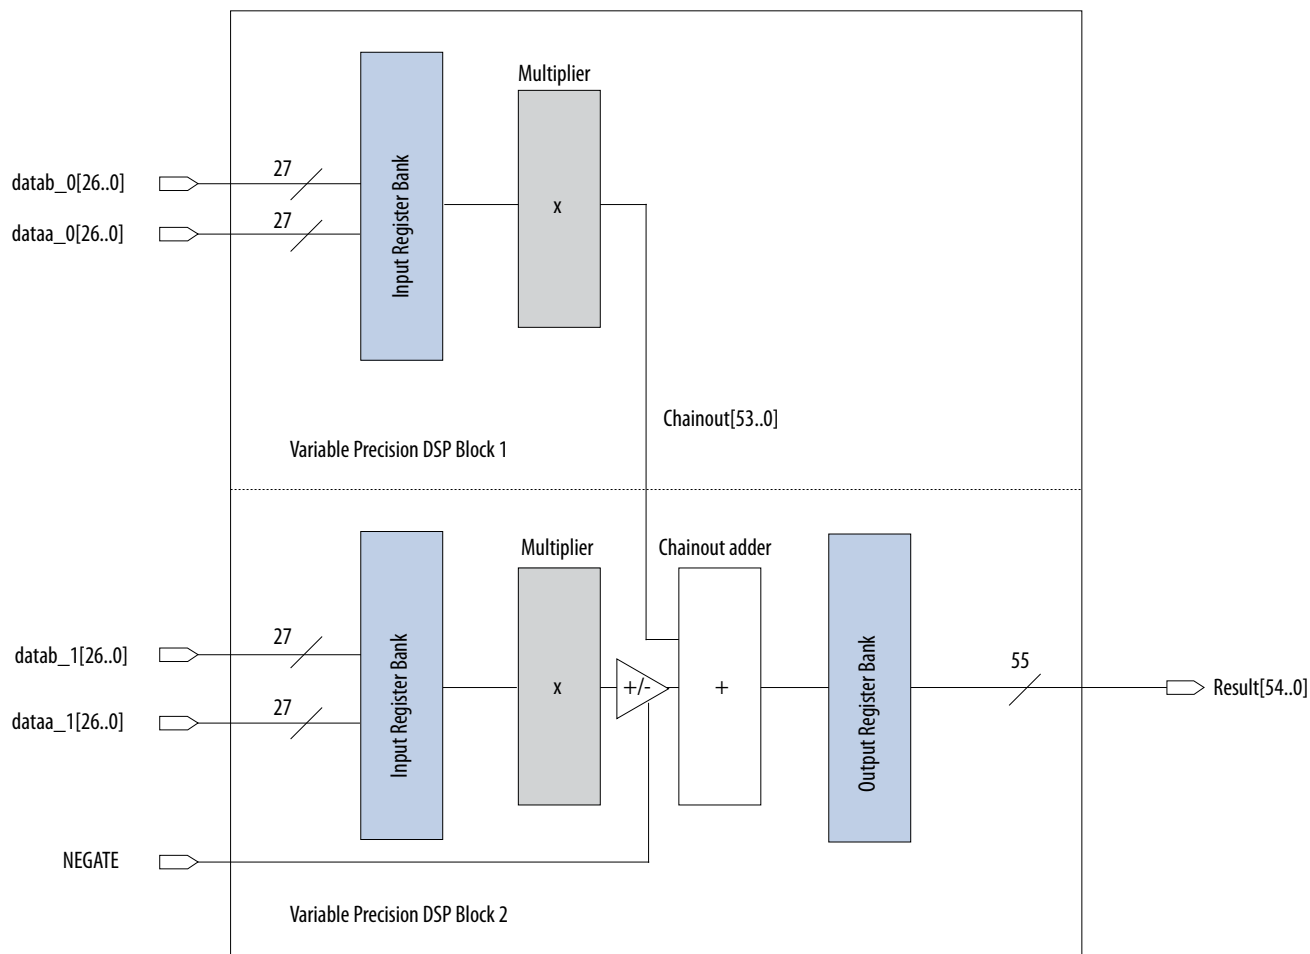 Multiplier
27
datab_0[26..0]
27
dataa_0[26..0]
Input Register Bank
x
Chainout[53..0]
Variable Precision DSP Block 1
Multiplier
Chainout adder
27
datab_1[26..0]
27
dataa_1[26..0]
Input Register Bank
x
+/-
+
Output Register Bank
55
Result[54..0]
NEGATE
Variable Precision DSP Block 2